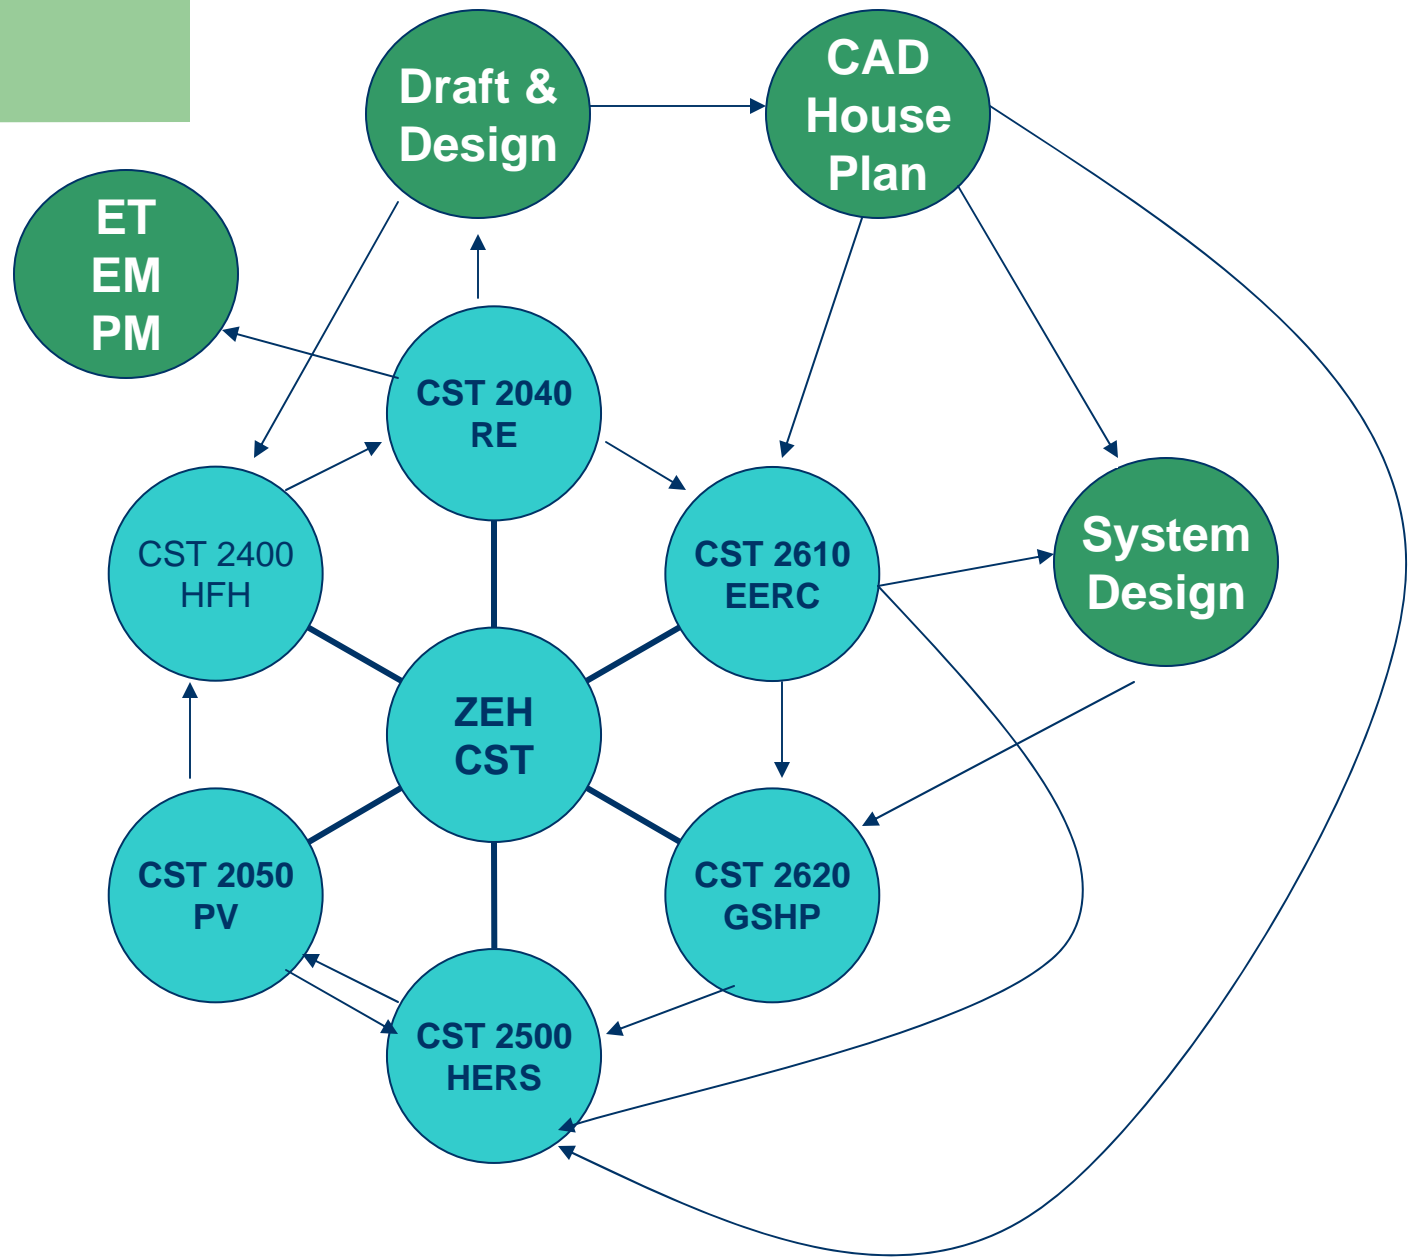 Draft &
Design
CAD
House
Plan
ET
EM
PM
CST 2040
RE
CST 2400
HFH
CST 2610
EERC
System
Design
ZEH
CST
CST 2050
PV
CST 2620
GSHP
CST 2500
HERS